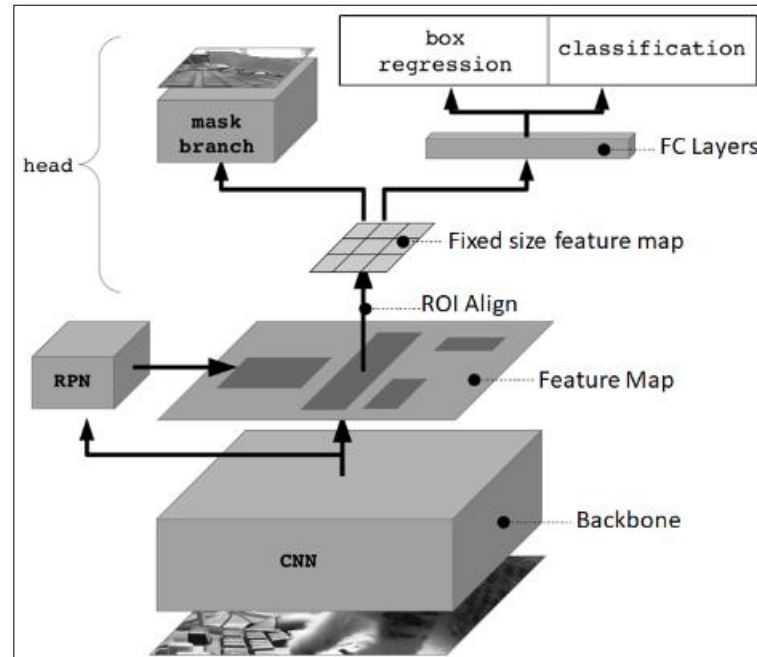 box
regression
classification
mask
branch
FC Layers
head
Fixed size feature map
ROI Align
RPN
Feature Map
Backbone
CNN